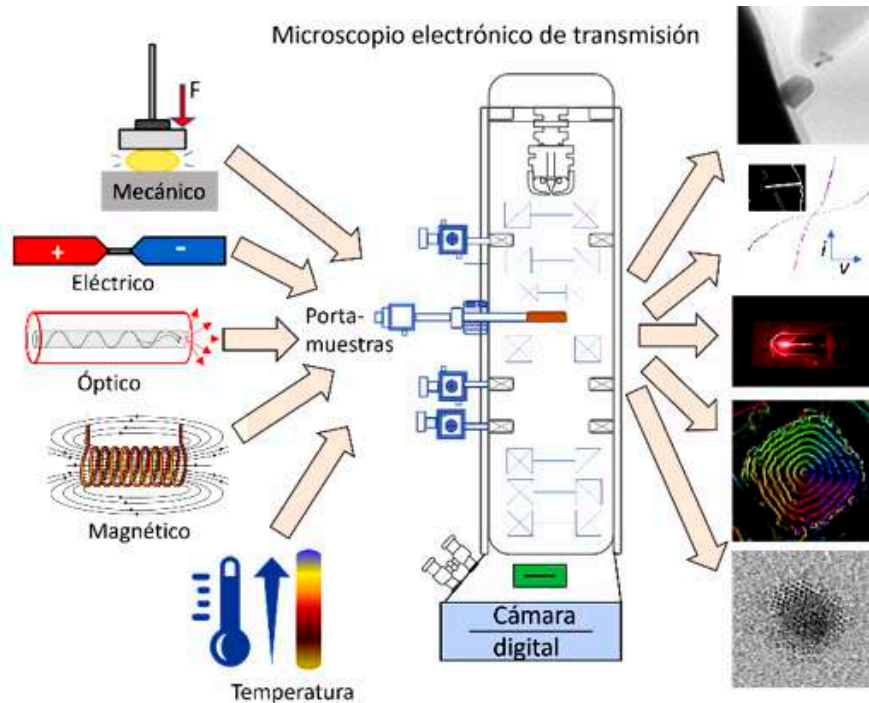 Microscopio electrónico de transmisión
F
Mecánico
+
-
Eléctrico
Óptico
Magnético
Temperatura
Porta-
muestras
Cámara
digital
i
v